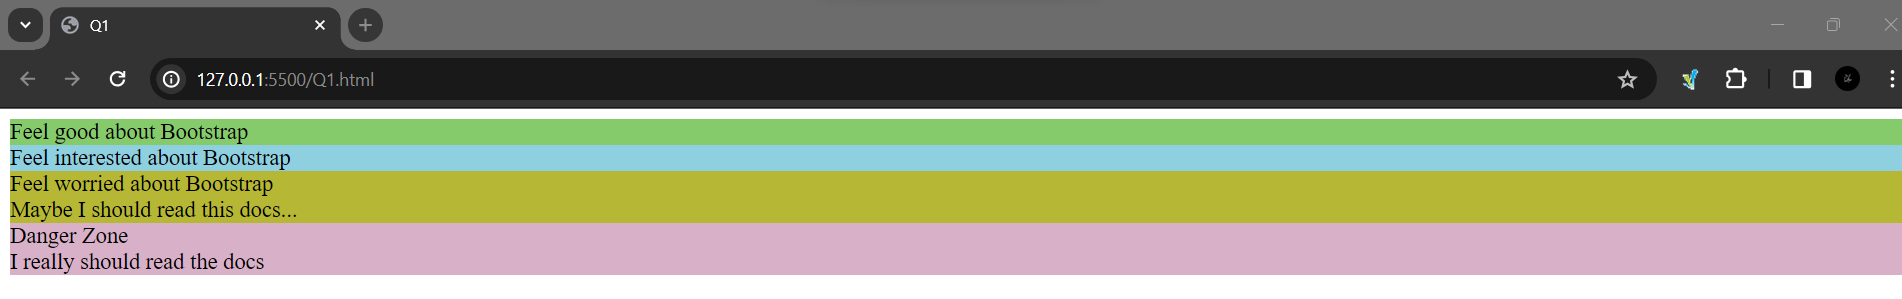 Q1
127.0.0.1:5500/Q1.html
Feel good about Bootstrap
Feel interested about Bootstrap
Feel worried about Bootstrap
Maybe I should read this docs...
Danger Zone
I really should read the docs